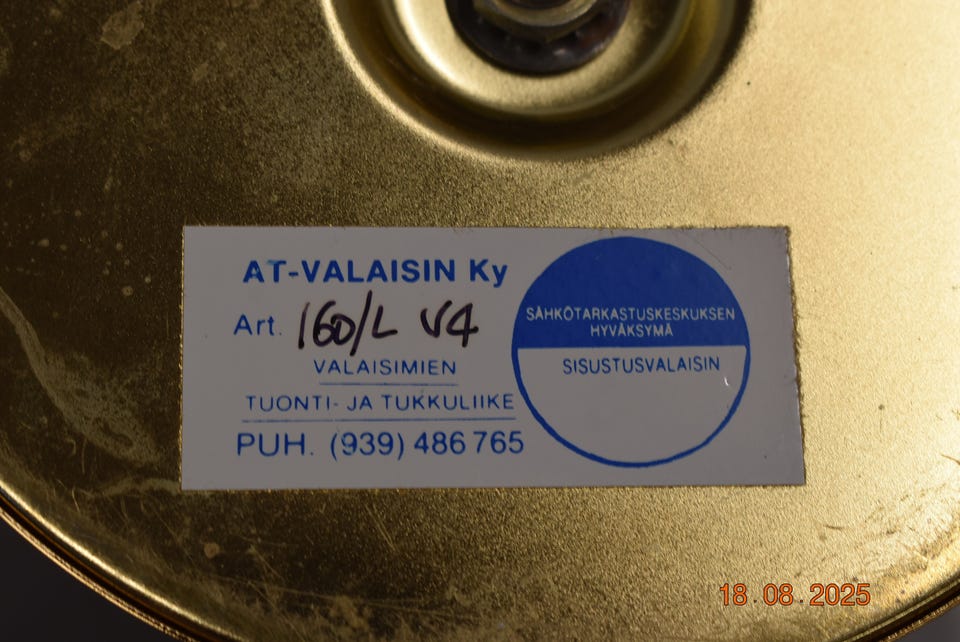 AT-VALAISIN Ky
Art. 160/L V4
VALAISIMIEN
TUONTI- JA TUKKULIIKE
PUH. (939) 486 765
SÄHKÖTARKASTUSKESKUKSEN
HYVÄKSYMÄ
SISUSTUSVALAISIN
18.08.2025